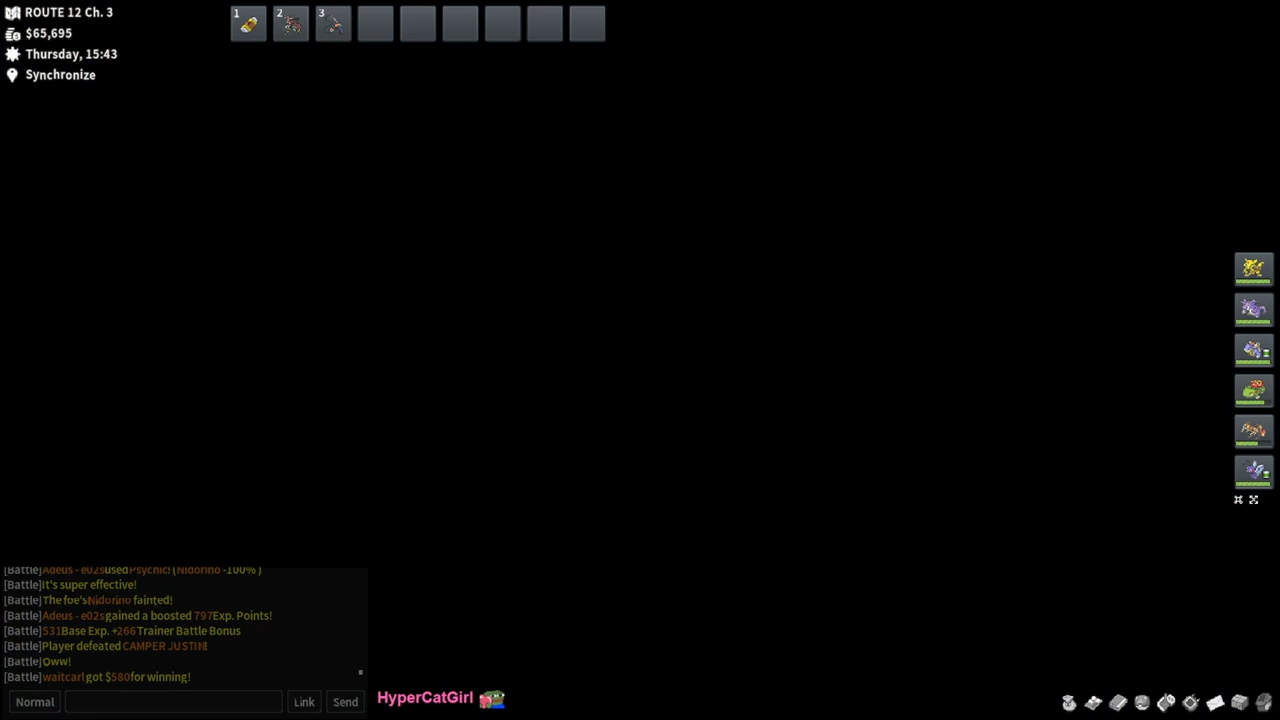 ROUTE 12 Ch. 3
$65,695
Thursday, 15:43
Synchronize
1 2 3
[Battle]Adeus - e02s used Psychic! ( Nidorino -100% )
[Battle]It's super effective!
[Battle]The foe's Nidorino fainted!
[Battle]Adeus - e02s gained a boosted 797 Exp. Points!
[Battle]531 Base Exp. +266 Trainer Battle Bonus
[Battle]Player defeated CAMPER JUSTIN!
[Battle]Oww!
[Battle]waitcarl got $580 for winning!
Normal Link Send
HyperCatGirl